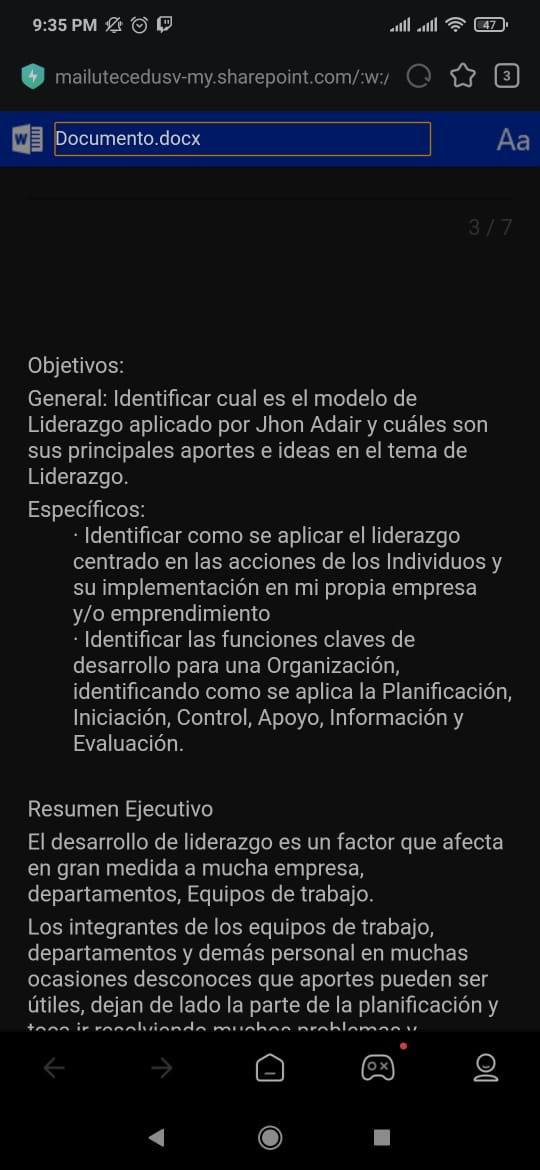 9:35 PM
47
mailutecedusv-my.sharepoint.com/:w:/
3
W
Documento.docx
Aa
3 / 7
Objetivos:
General: Identificar cual es el modelo de
Liderazgo aplicado por Jhon Adair y cuáles son
sus principales aportes e ideas en el tema de
Liderazgo.
Específicos:
· Identificar como se aplicar el liderazgo
centrado en las acciones de los Individuos y
su implementación en mi propia empresa
y/o emprendimiento
· Identificar las funciones claves de
desarrollo para una Organización,
identificando como se aplica la Planificación,
Iniciación, Control, Apoyo, Información y
Evaluación.
Resumen Ejecutivo
El desarrollo de liderazgo es un factor que afecta
en gran medida a mucha empresa,
departamentos, Equipos de trabajo.
Los integrantes de los equipos de trabajo,
departamentos y demás personal en muchas
ocasiones desconoces que aportes pueden ser
útiles, dejan de lado la parte de la planificación y
toca ir resolviendo muchos problemas y